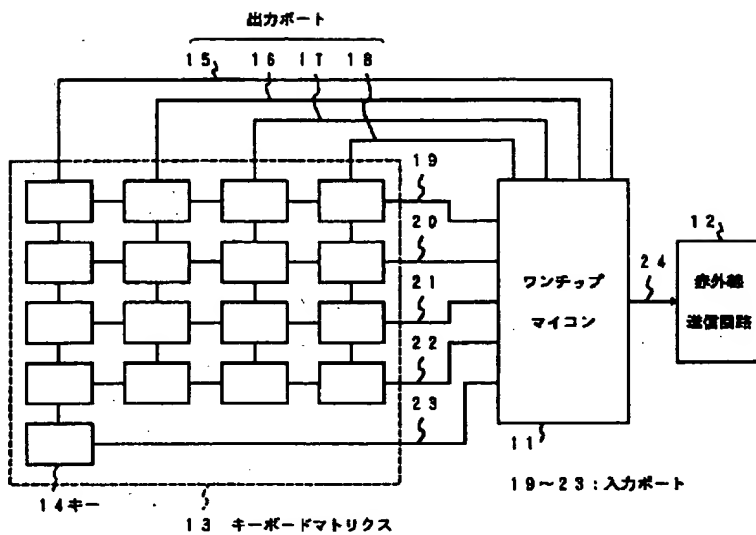 出力ポート
15 16 17 18
19
20
21
22
23
ワンチップ
マイコン
11
24
12
赤外線
送信回路
14キー
13 キーボードマトリクス
19~23:入力ポート